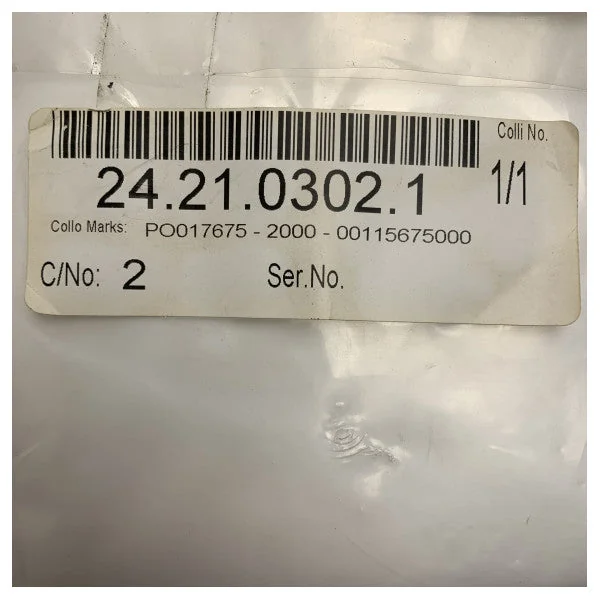 Colli No.
24.21.0302.1 1/1
Collo Marks: PO017675 - 2000 - 00115675000
C/No: 2 Ser.No.